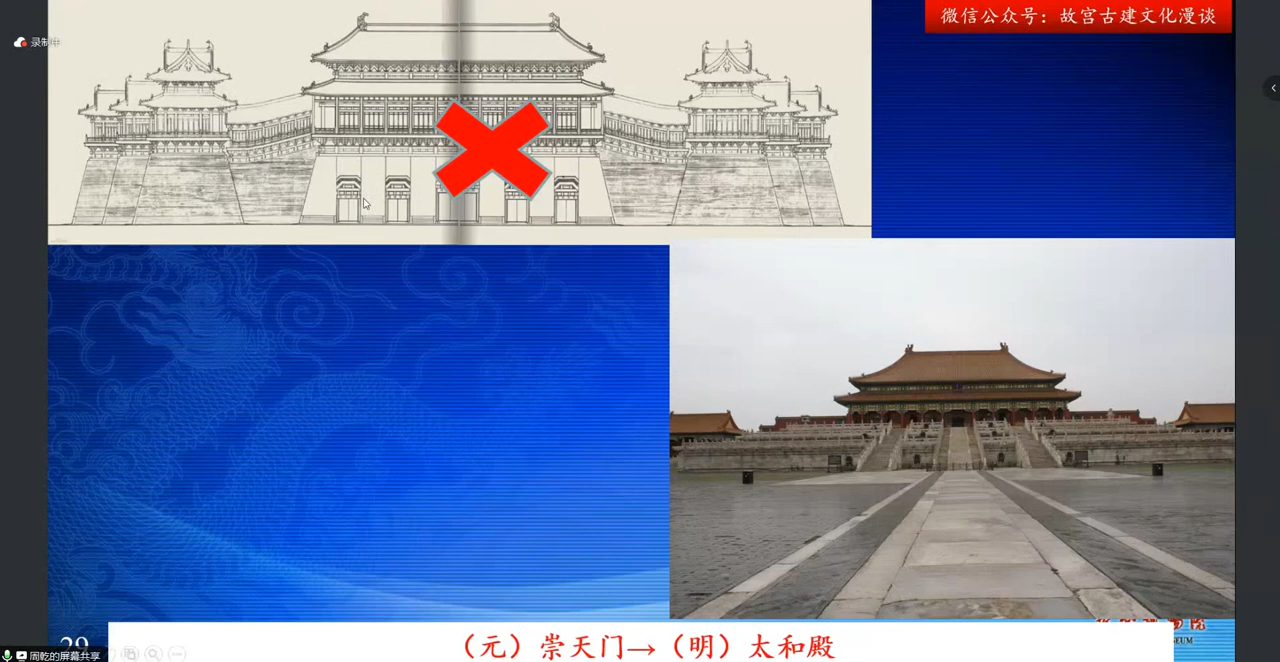 微信公众号：故宫古建文化漫谈
录制中
29
（元）崇天门→（明）太和殿
周乾的屏幕共享